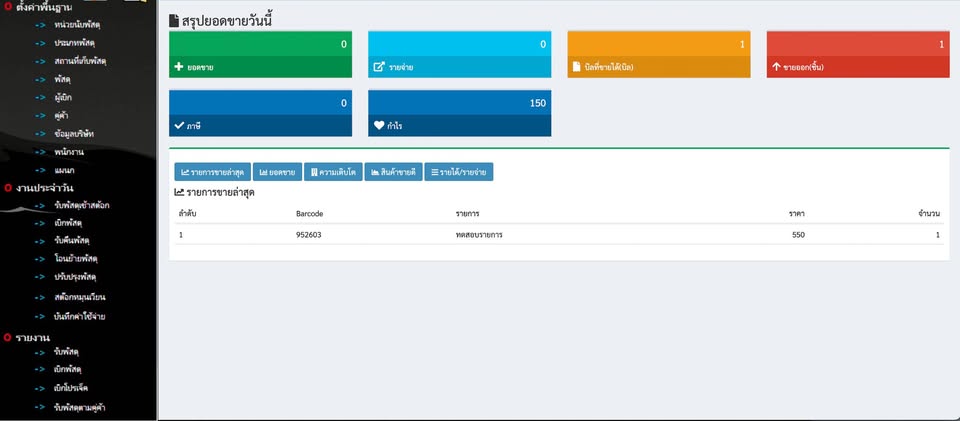 ตั้งค่าพื้นฐาน
-> หน่วยนับพัสดุ
-> ประเภทพัสดุ
-> สถานที่เก็บพัสดุ
-> พัสดุ
-> ผู้เบิก
-> คู่ค้า
-> ข้อมูลบริษัท
-> พนักงาน
-> แผนก
งานประจำวัน
-> รับพัสดุเข้าสต๊อก
-> เบิกพัสดุ
-> รับคืนพัสดุ
-> โอนย้ายพัสดุ
-> ปรับปรุงพัสดุ
-> สต๊อกหมุนเวียน
-> บันทึกค่าใช้จ่าย
รายงาน
-> รับพัสดุ
-> เบิกพัสดุ
-> เบิกโปรเจ็ค
-> รับพัสดุตามคู่ค้า
สรุปยอดขายวันนี้
0
ยอดขาย
0
รายจ่าย
1
บิลที่ขายได้(บิล)
1
ขายออก(ชิ้น)
0
ภาษี
150
กำไร
รายการขายล่าสุด ยอดขาย ความเติบโต สินค้าขายดี รายได้/รายจ่าย
รายการขายล่าสุด
ลำดับ Barcode รายการ ราคา จำนวน
1 952603 ทดสอบรายการ 550 1